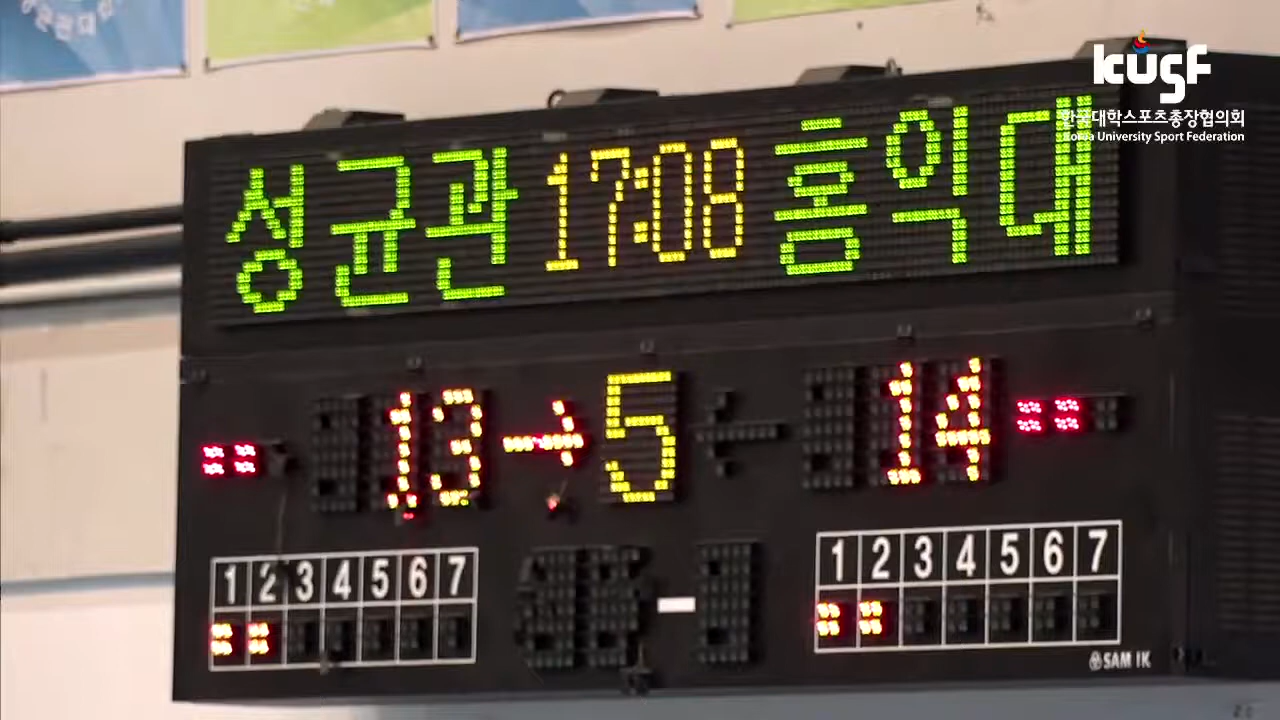 kusf
한국대학스포츠총장협의회
Korea University Sport Federation
성균관 17:08 홍익대
13 → 5 14
1 2 3 4 5 6 7
1 2 3 4 5 6 7
SAM IK